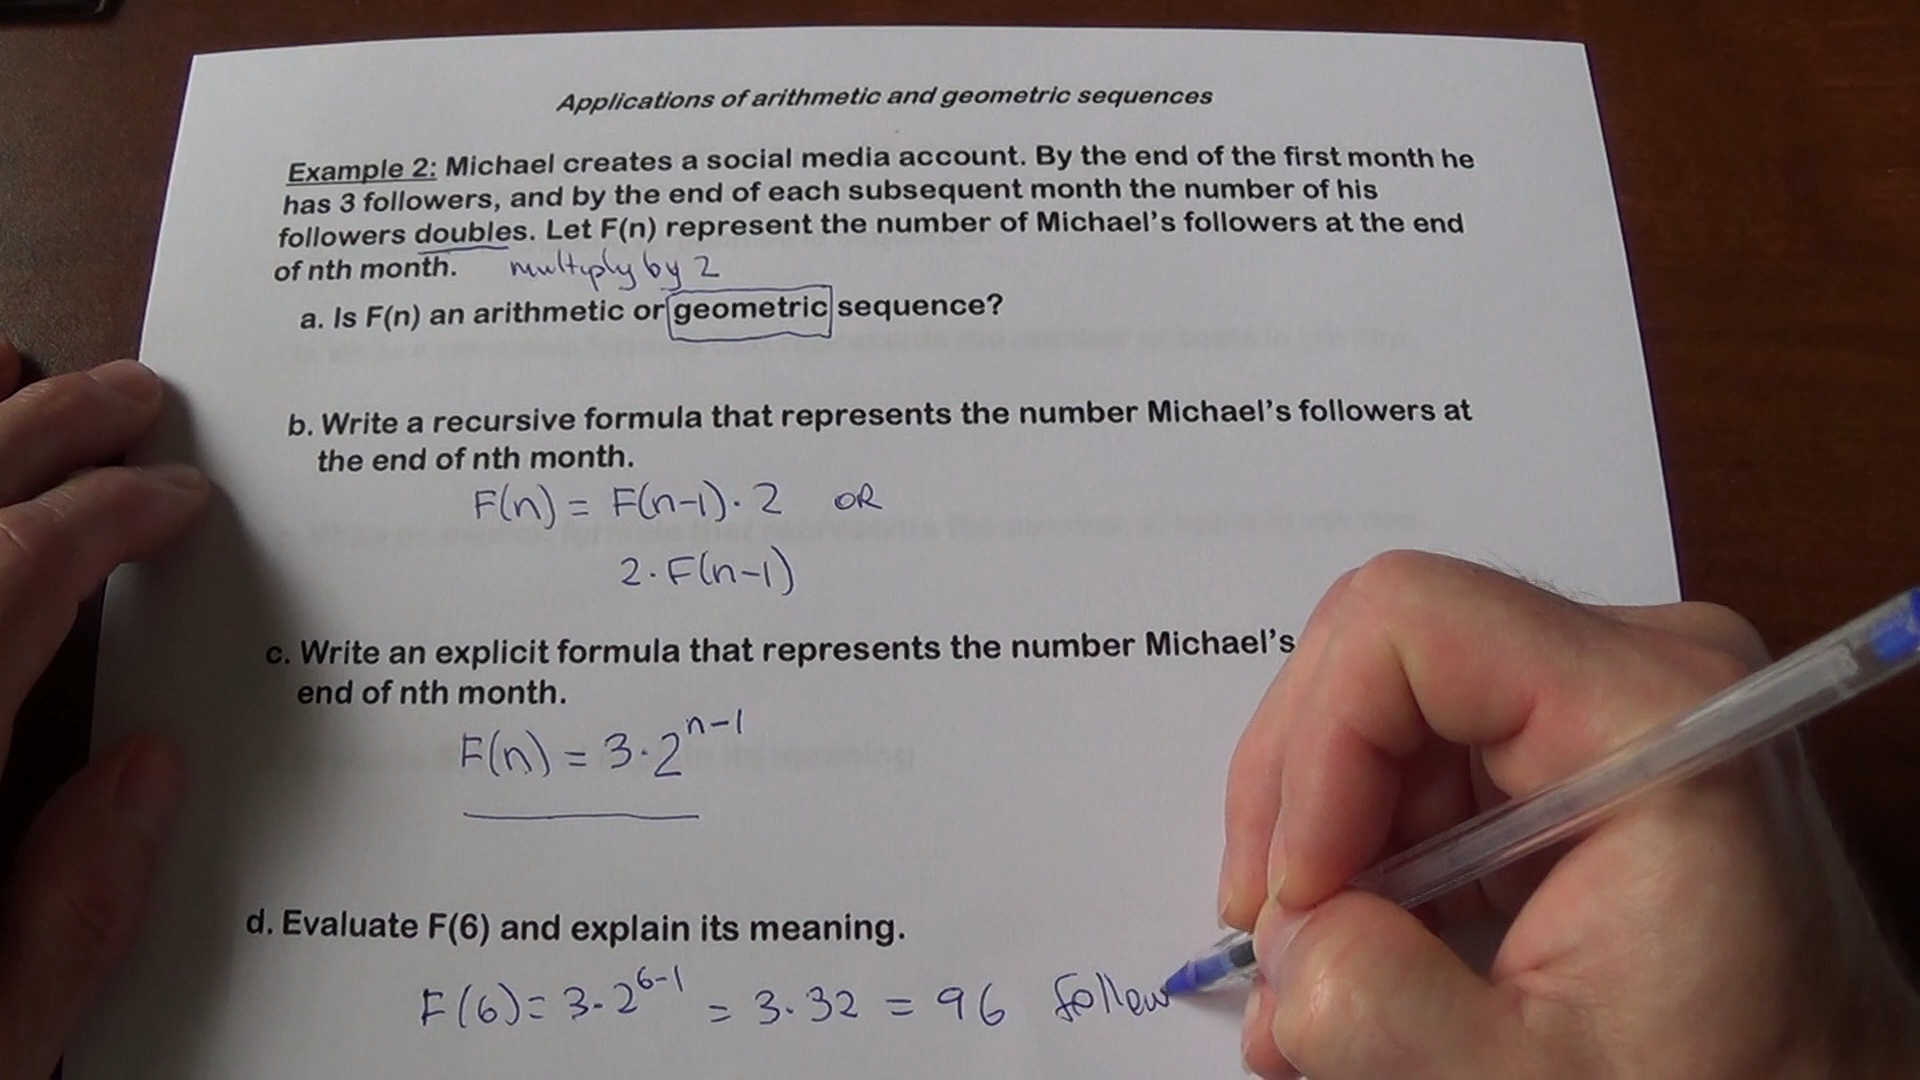 Applications of arithmetic and geometric sequences
Example 2: Michael creates a social media account. By the end of the first month he
has 3 followers, and by the end of each subsequent month the number of his
followers doubles. Let F(n) represent the number of Michael's followers at the end
of nth month. multiply by 2
a. Is F(n) an arithmetic or geometric sequence?
b. Write a recursive formula that represents the number Michael's followers at
the end of nth month.
F(n) = F(n-1)·2 OR
2·F(n-1)
c. Write an explicit formula that represents the number Michael's
end of nth month.
F(n) = 3·2^{n-1}
d. Evaluate F(6) and explain its meaning.
F(6) = 3·2^{6-1} = 3·32 = 96 follow